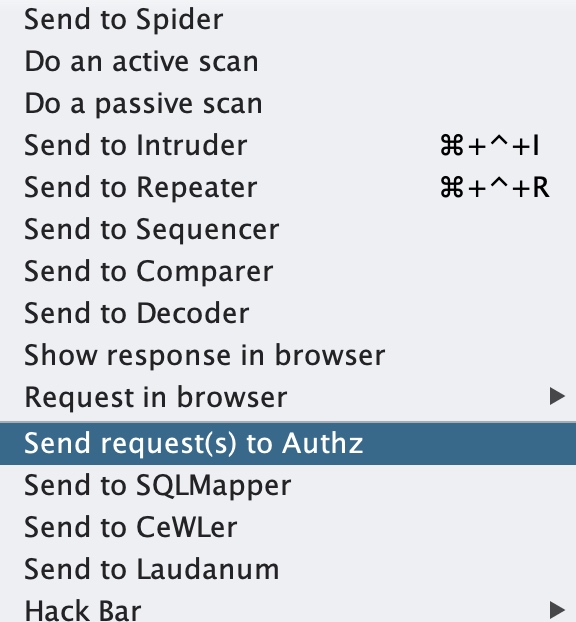 Send to Spider
Do an active scan
Do a passive scan
Send to Intruder ⌘+^+I
Send to Repeater ⌘+^+R
Send to Sequencer
Send to Comparer
Send to Decoder
Show response in browser
Request in browser
Send request(s) to Authz
Send to SQLMapper
Send to CeWLer
Send to Laudanum
Hack Bar